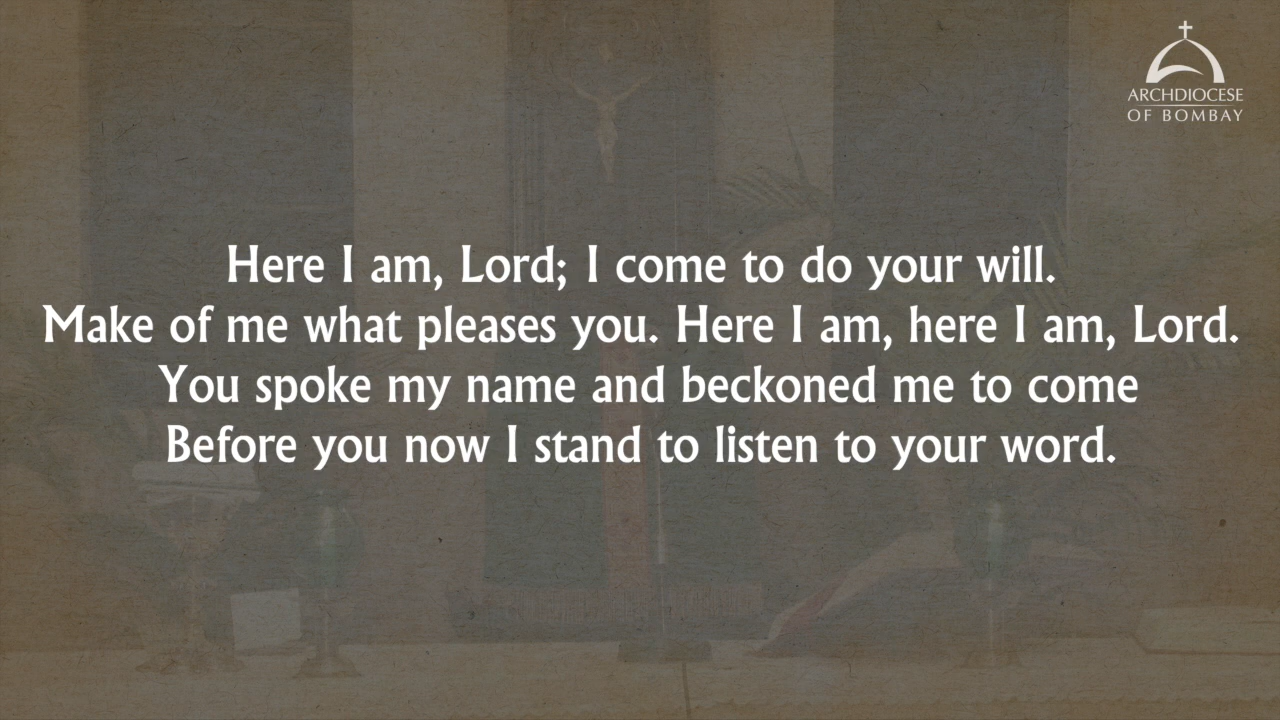 ARCHDIOCESE
OF BOMBAY
Here I am, Lord; I come to do your will.
Make of me what pleases you. Here I am, here I am, Lord.
You spoke my name and beckoned me to come
Before you now I stand to listen to your word.